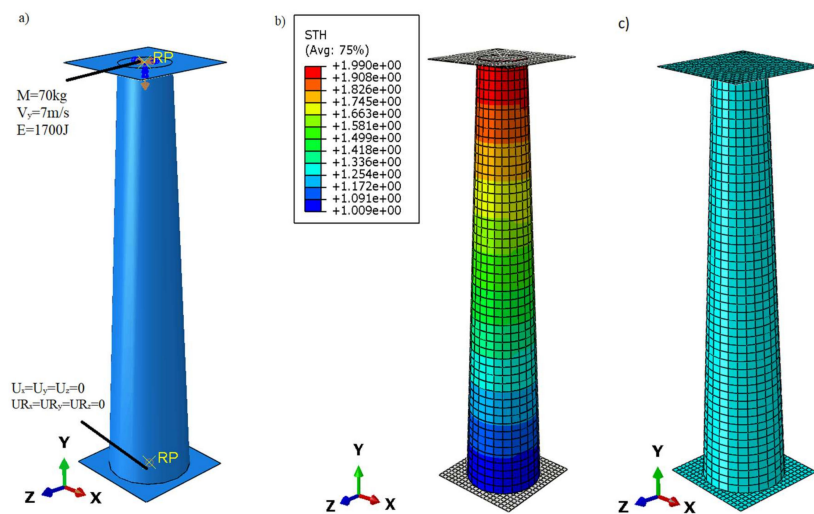 a)
RP
M=70kg
Vy=7m/s
E=1700J
Ux=Uy=Uz=0
URx=URy=URz=0
RP
Y
Z
X
b)
STH
(Avg: 75%)
+1.990e+00
+1.908e+00
+1.826e+00
+1.745e+00
+1.663e+00
+1.581e+00
+1.499e+00
+1.418e+00
+1.336e+00
+1.254e+00
+1.172e+00
+1.091e+00
+1.009e+00
Y
Z
X
c)
Y
Z
X